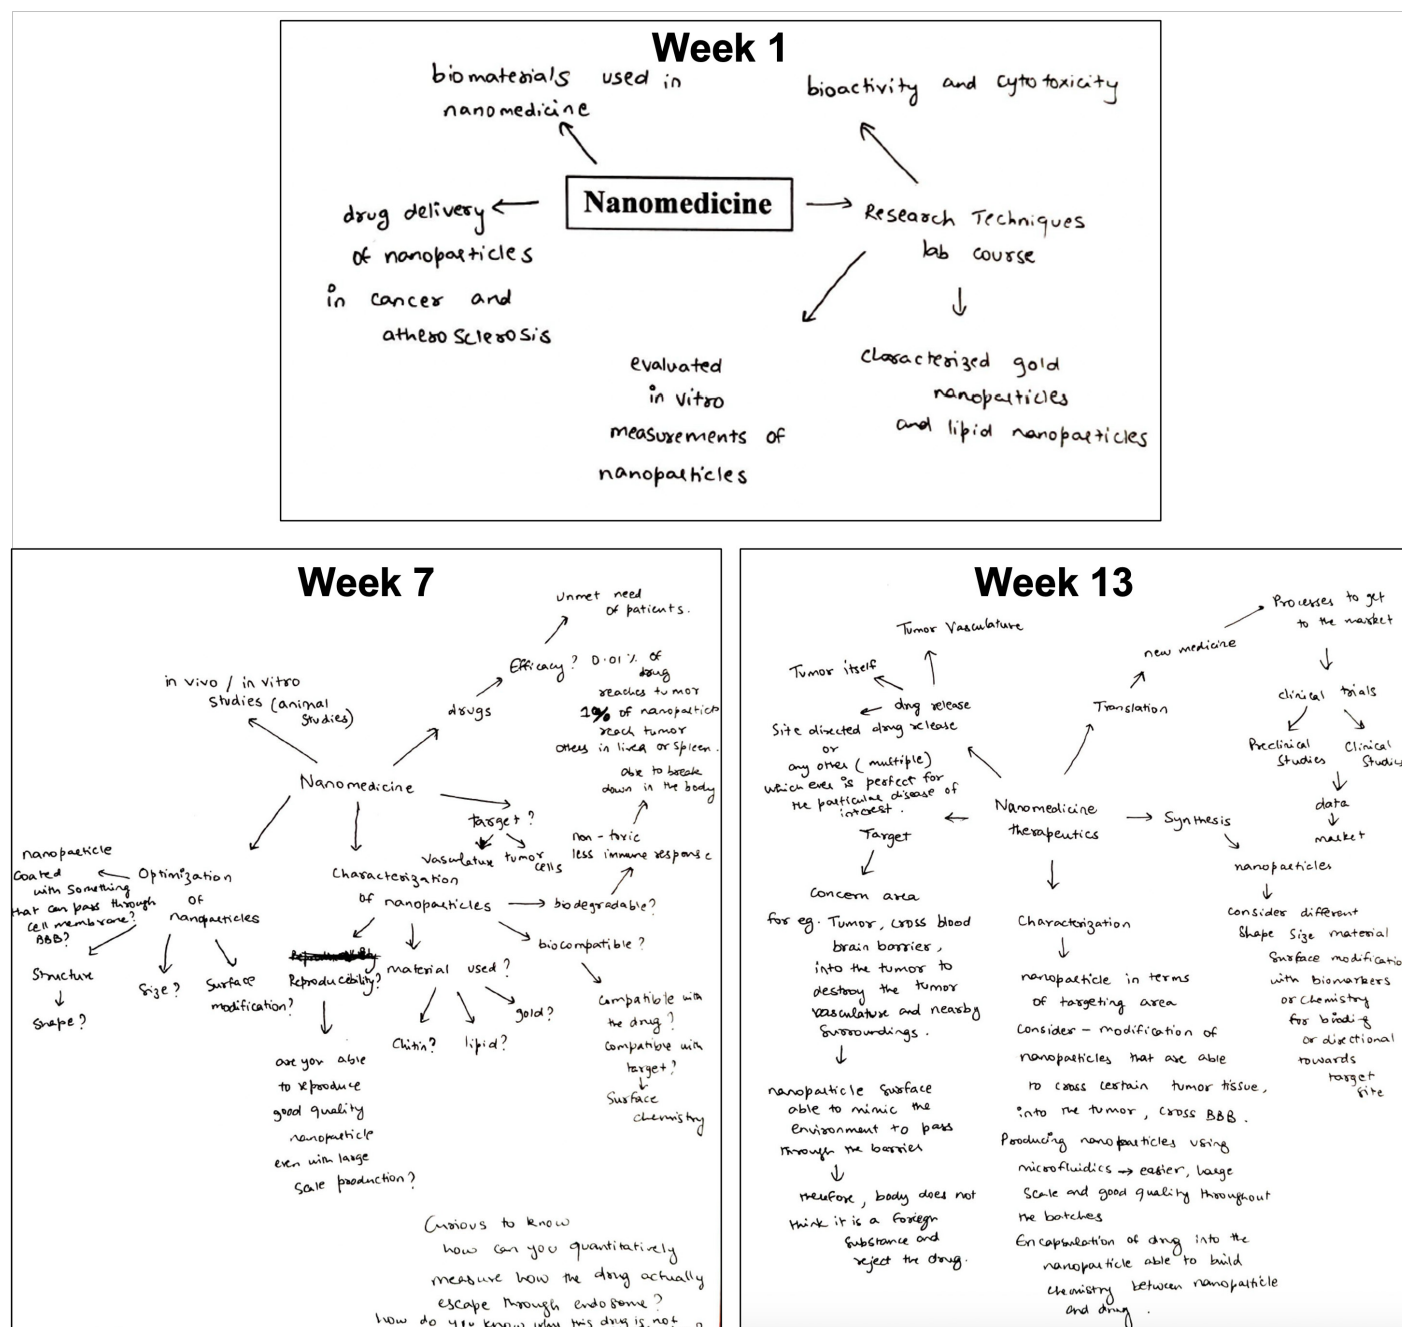 Week 1
biomaterials used in
nanomedicine
bioactivity and cytotoxicity
Nanomedicine
drug delivery
of nanoparticles
in cancer and
atherosclerosis
Research Techniques
lab course
evaluated
in vitro
measurements of
nanoparticles
characterized gold
nanoparticles
and lipid nanoparticles
Week 7
unmet need
of patients.
Efficacy?
0.01% of
drug
reaches tumor
1% of nanoparticles
reach tumor
others in liver or spleen.
drugs
in vivo / in vitro
studies (animal
studies)
Nanomedicine
target?
vasculature
tumor
cells
able to break
down in the body
non-toxic
less immune response
nanoparticle
coated
with something
that can pass through
cell membrane?
BBB?
Optimization
of
nanoparticles
Structure
Shape?
Size?
Surface
modification?
Characterization
of nanoparticles
biodegradable?
biocompatible?
Reproducibility?
material used?
Chitin?
lipid?
gold?
are you able
to reproduce
good quality
nanoparticle
even with large
scale production?
Compatible with
the drug?
compatible with
target?
Surface
chemistry
Curious to know
how can you quantitatively
measure how the drug actually
escape through endosome?
how do you know why this drug is not
Week 13
Tumor Vasculature
Tumor itself
drug release
Site directed drug release
or
any other (multiple)
which ever is perfect for
the particular disease of
interest.
Processes to get
to the market
new medicine
Translation
clinical trials
Preclinical
Studies
Clinical
Studies
data
market
Nanomedicine
therapeutics
Target
Concern area
for eg. Tumor, cross blood
brain barrier,
into the tumor to
destroy the tumor
vasculature and nearby
surroundings.
nanoparticle surface
able to mimic the
environment to pass
through the barrier
therefore, body does not
think it is a foreign
substance and
reject the drug.
Characterization
nanoparticle in terms
of targeting area
Consider - modification of
nanoparticles that are able
to cross certain tumor tissue,
into the tumor, cross BBB.
Producing nanoparticles using
microfluidics → easier, large
scale and good quality throughout
the batches
Encapsulation of drug into the
nanoparticle able to build
chemistry between nanoparticle
and drug.
Synthesis
nanoparticles
Consider different
shape size material
Surface modificatio
with biomarkers
or chemistry
for binding
or directional
towards
target
site